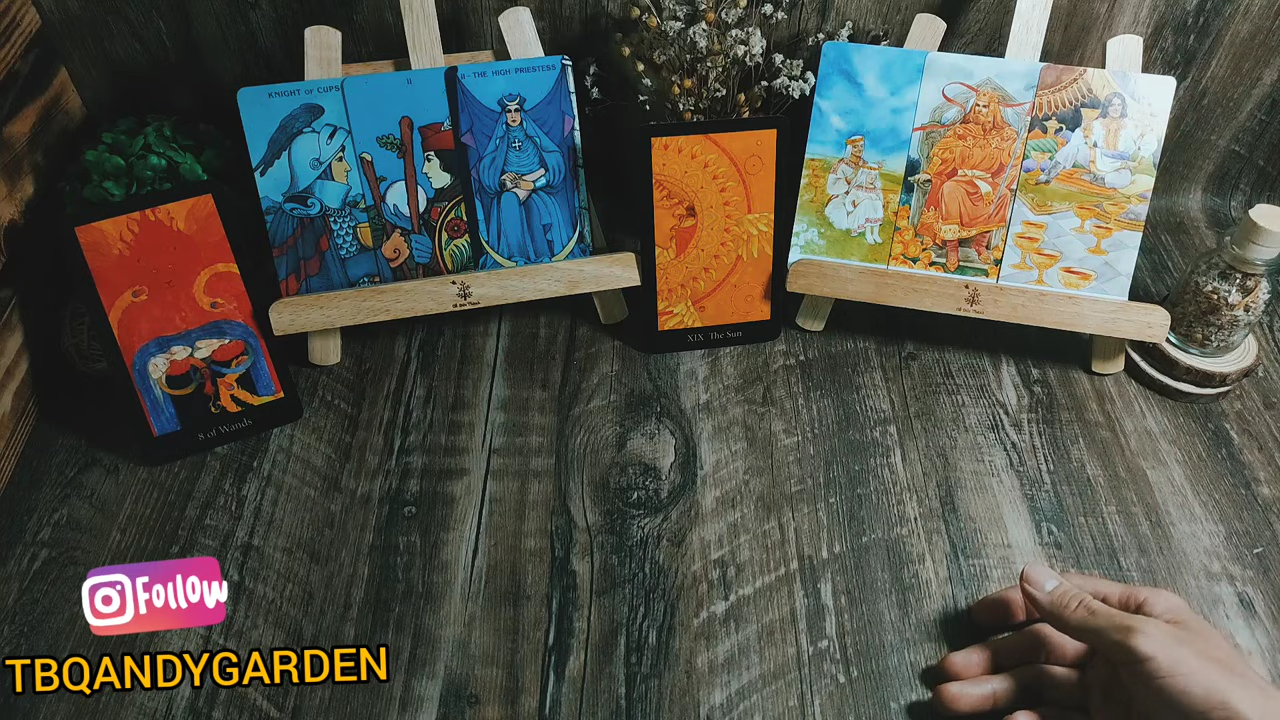 KNIGHT OF CUPS
II
II - THE HIGH PRIESTESS
XIX The Sun
8 of Wands
Follow
TBQANDYGARDEN